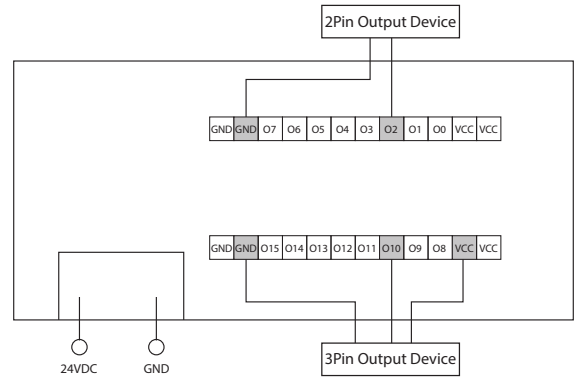 2Pin Output Device
GND GND O7 O6 O5 O4 O3 O2 O1 O0 VCC VCC
GND GND O15 O14 O13 O12 O11 O10 O9 O8 VCC VCC
24VDC GND
3Pin Output Device